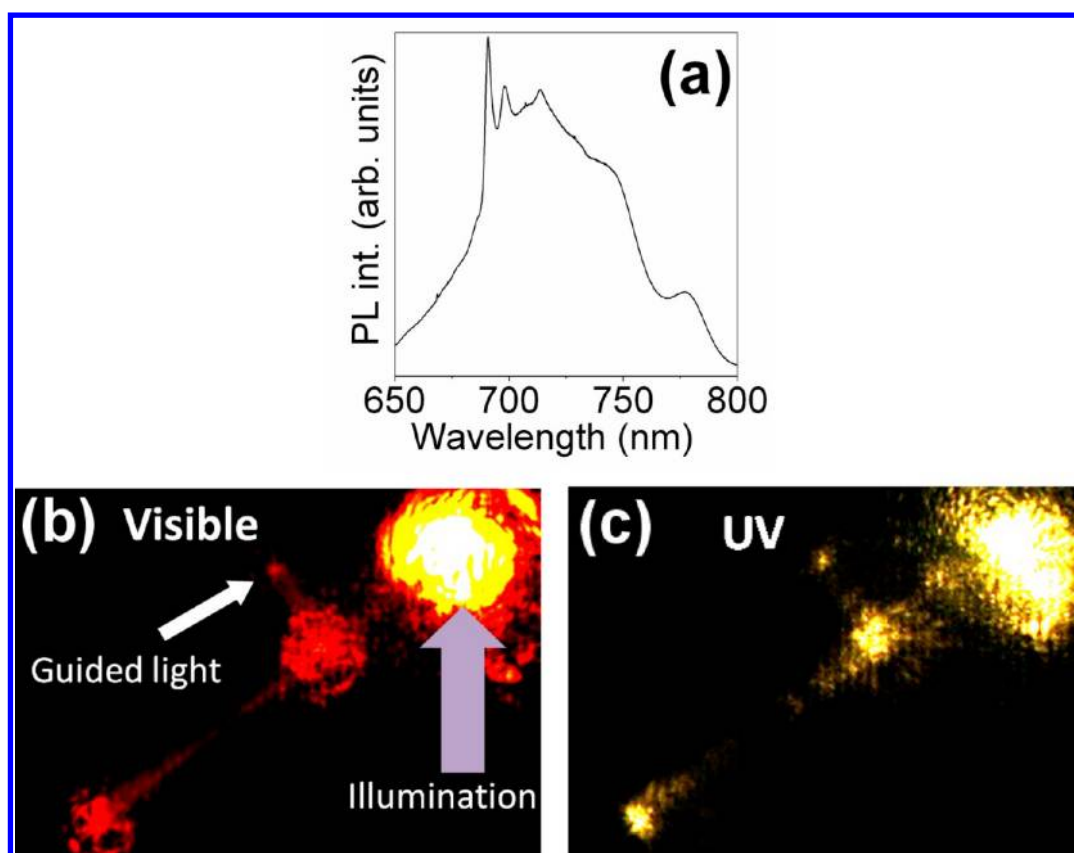 (a)
PL int. (arb. units)
650 700 750 800
Wavelength (nm)
(b) Visible
Guided light
Illumination
(c) UV